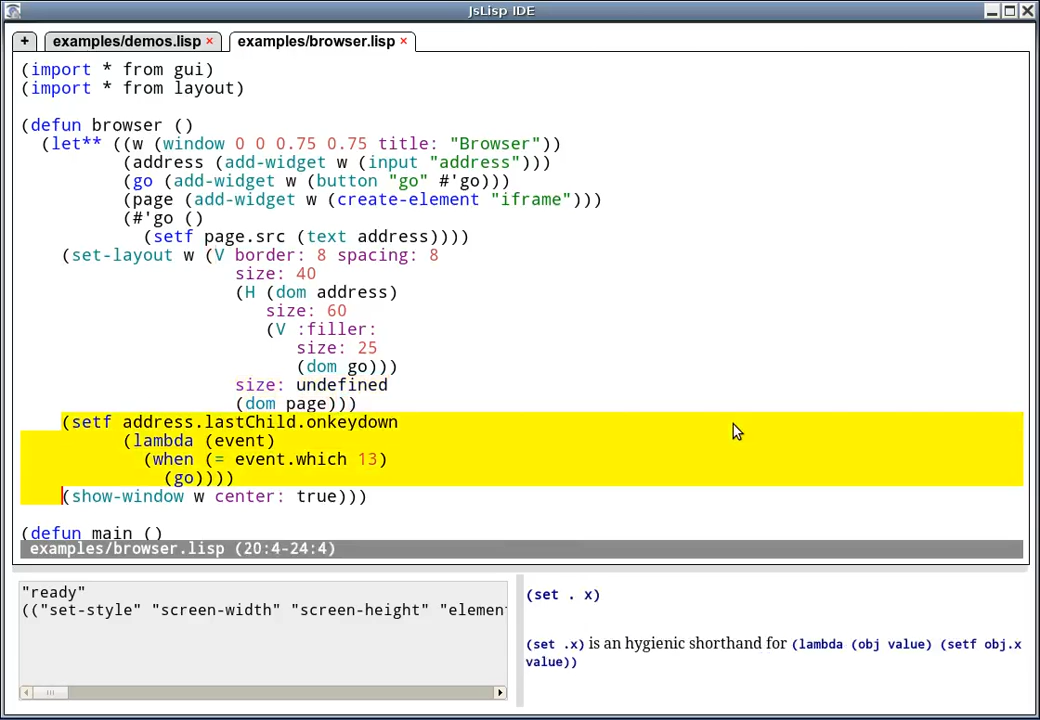 JsLisp IDE
+ examples/demos.lisp × examples/browser.lisp ×
(import * from gui)
(import * from layout)
(defun browser ()
(let** ((w (window 0 0 0.75 0.75 title: "Browser"))
(address (add-widget w (input "address")))
(go (add-widget w (button "go" #'go)))
(page (add-widget w (create-element "iframe")))
(#'go ()
(setf page.src (text address))))
(set-layout w (V border: 8 spacing: 8
size: 40
(H (dom address)
size: 60
(V :filler:
size: 25
(dom go)))
size: undefined
(dom page)))
(setf address.lastChild.onkeydown
(lambda (event)
(when (= event.which 13)
(go))))
(show-window w center: true)))
(defun main ()
examples/browser.lisp (20:4-24:4)
"ready"
(("set-style" "screen-width" "screen-height" "elemen
(set . x)
(set .x) is an hygienic shorthand for (lambda (obj value) (setf obj.x
value))